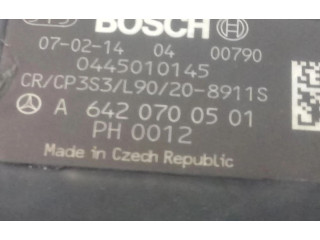 BOSCH
07-02-14 04 00790
0445010145
CR/CP3S3/L90/20-8911S
A 642 070 05 01
PH 0012
Made in Czech Republic